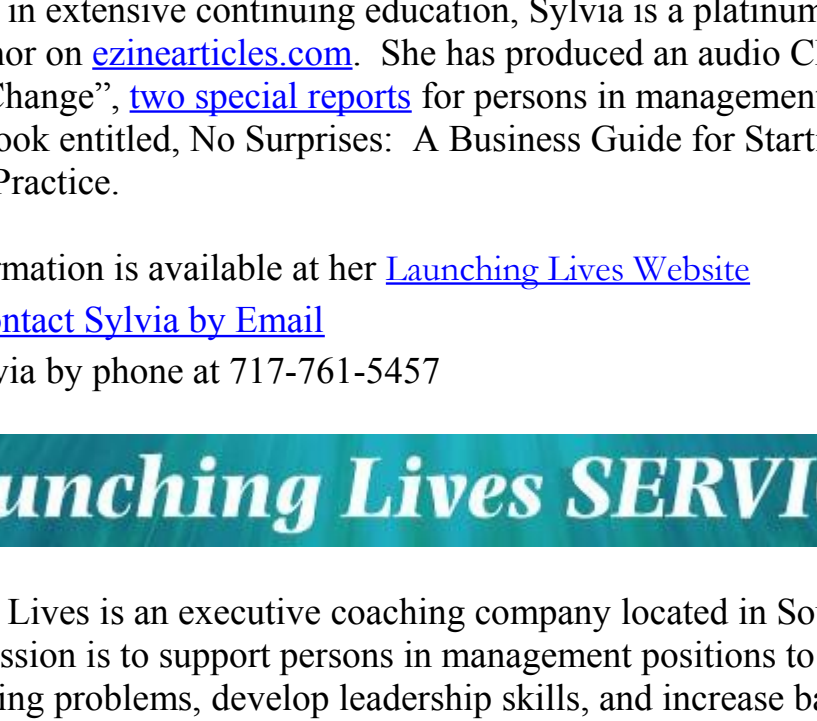 in extensive continuing education, Sylvia is a platinum
hor on ezinearticles.com. She has produced an audio C
Change”, two special reports for persons in management
ook entitled, No Surprises: A Business Guide for Start
Practice.
rmation is available at her Launching Lives Website
ontact Sylvia by Email
via by phone at 717-761-5457
unching Lives SERVI
Lives is an executive coaching company located in Sou
ssion is to support persons in management positions to
ing problems, develop leadership skills, and increase ba